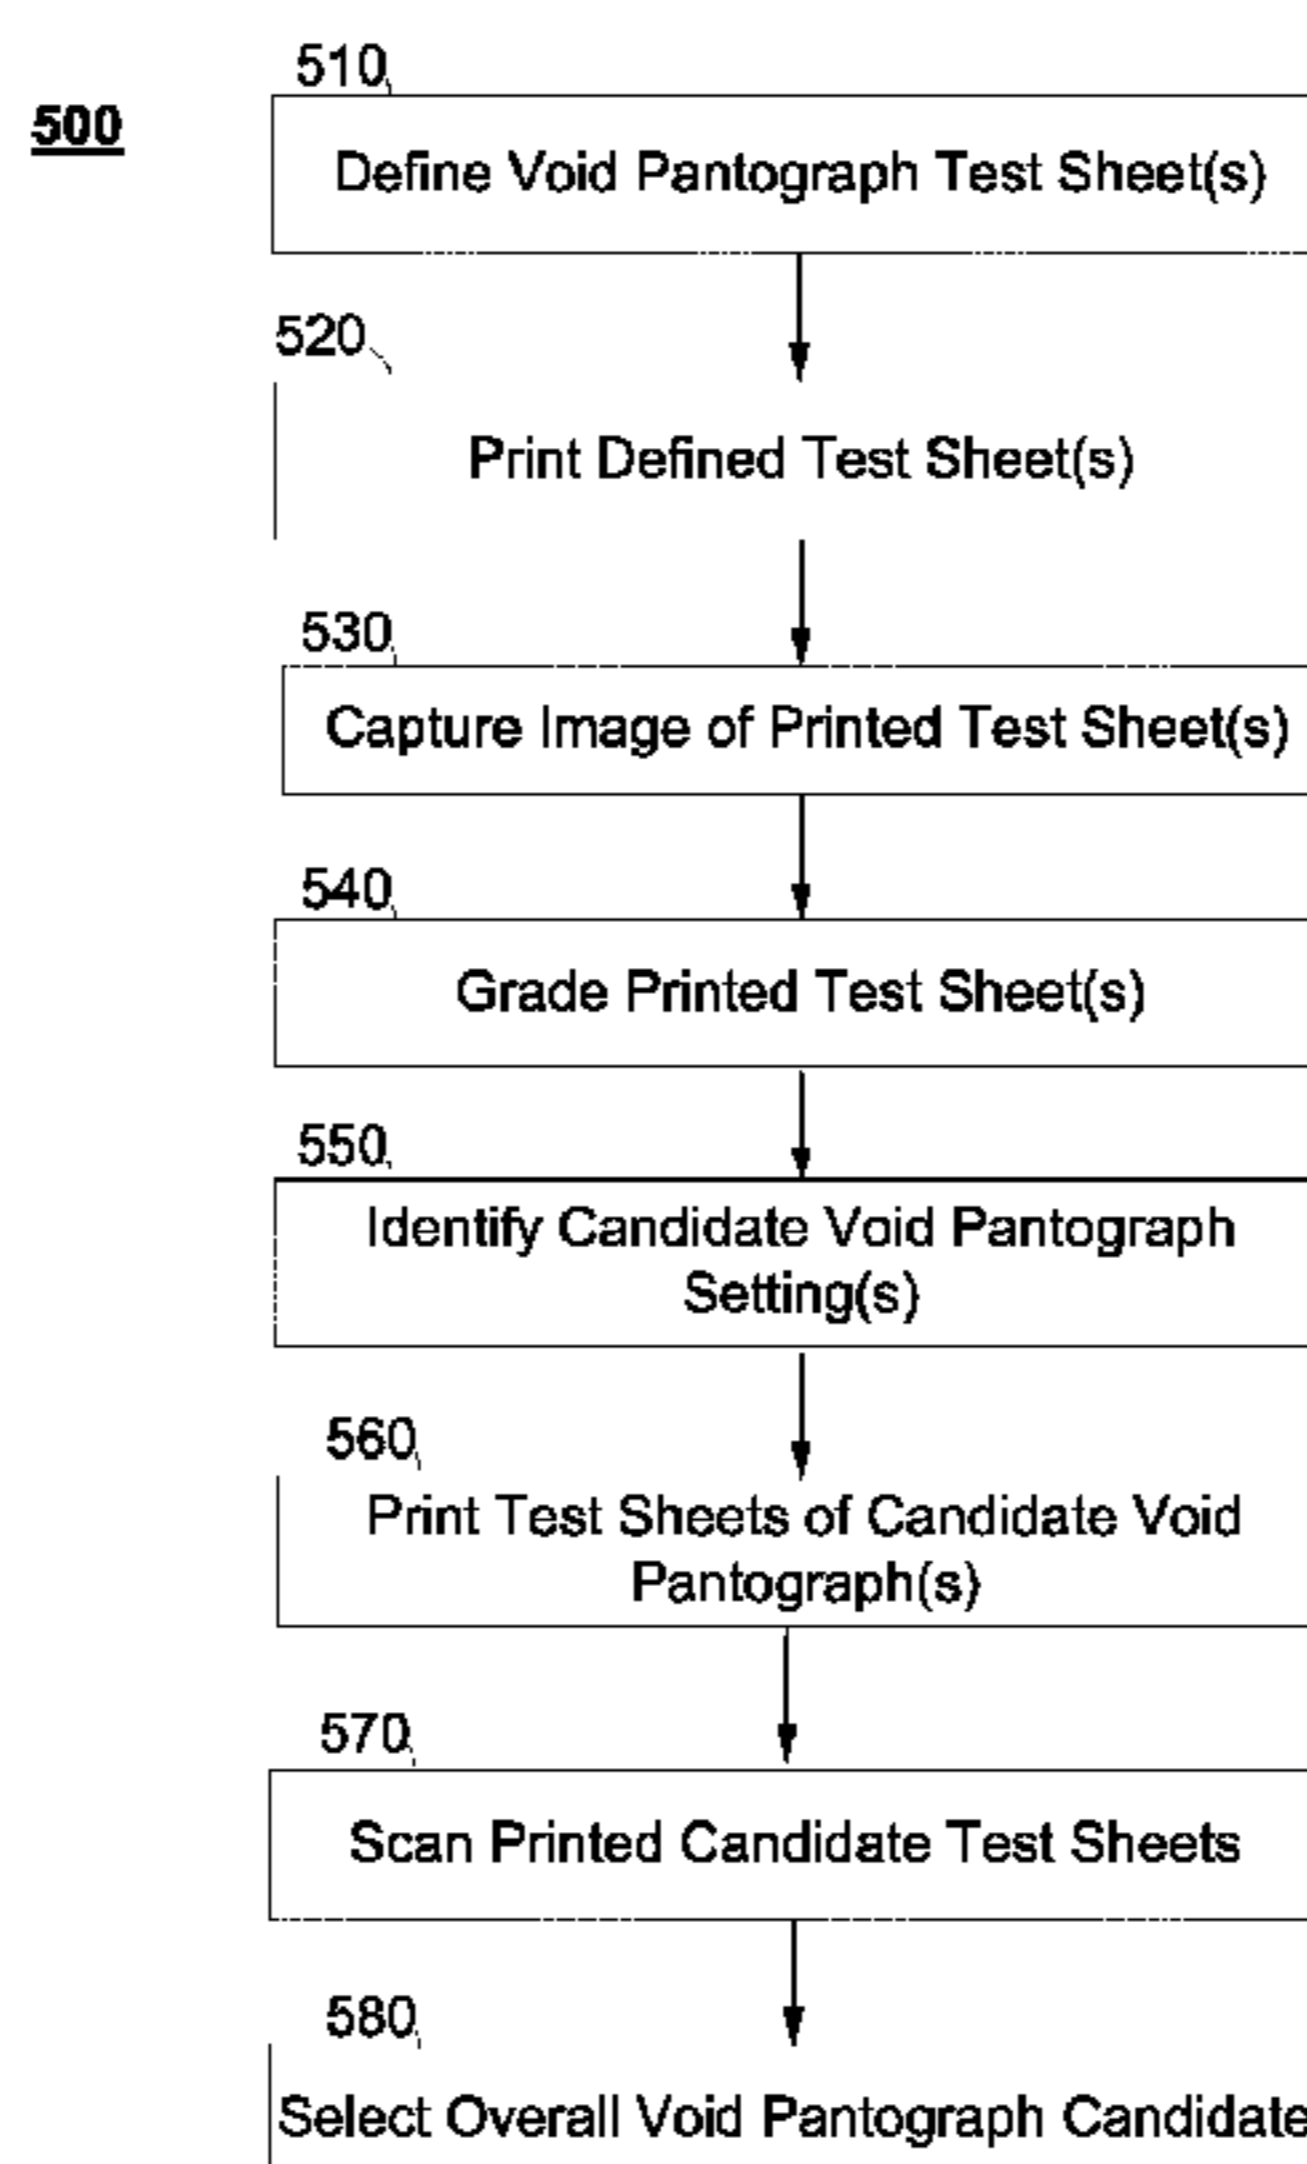 510
500
Define Void Pantograph Test Sheet(s)
520
Print Defined Test Sheet(s)
530
Capture Image of Printed Test Sheet(s)
540
Grade Printed Test Sheet(s)
550
Identify Candidate Void Pantograph
Setting(s)
560
Print Test Sheets of Candidate Void
Pantograph(s)
570
Scan Printed Candidate Test Sheets
580
Select Overall Void Pantograph Candidate